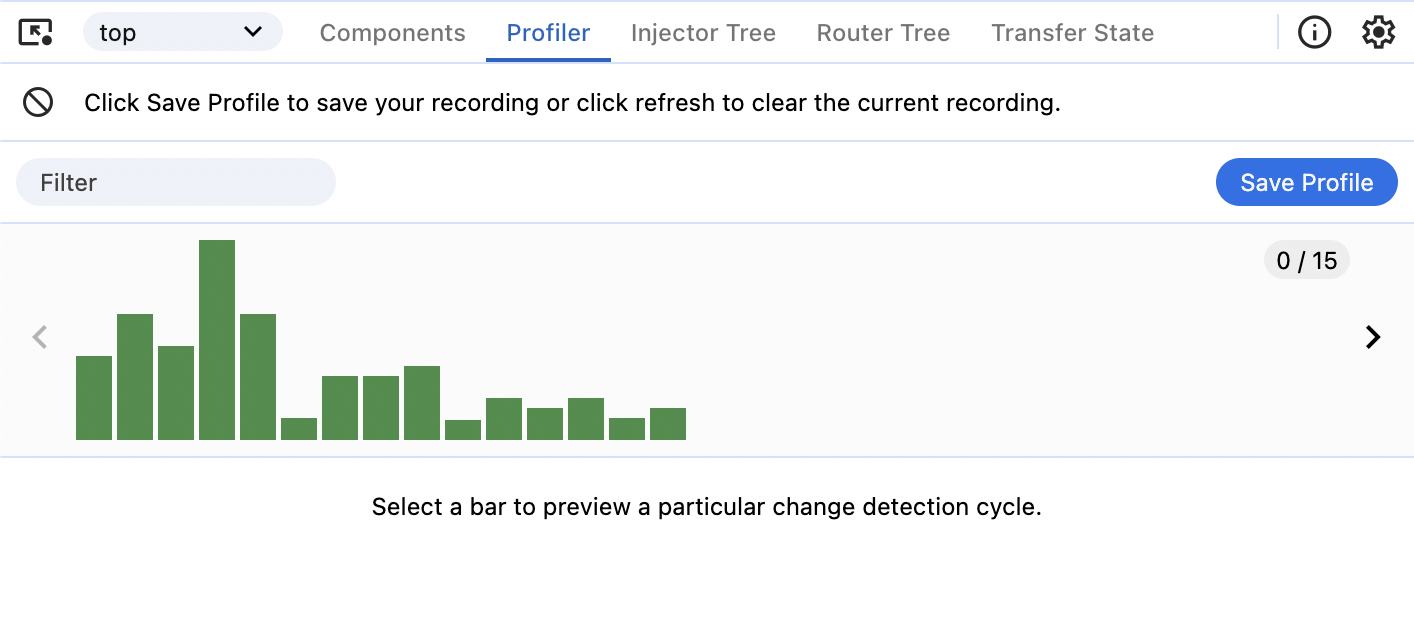 top Components Profiler Injector Tree Router Tree Transfer State
Click Save Profile to save your recording or click refresh to clear the current recording.
Filter Save Profile
0 / 15
Select a bar to preview a particular change detection cycle.